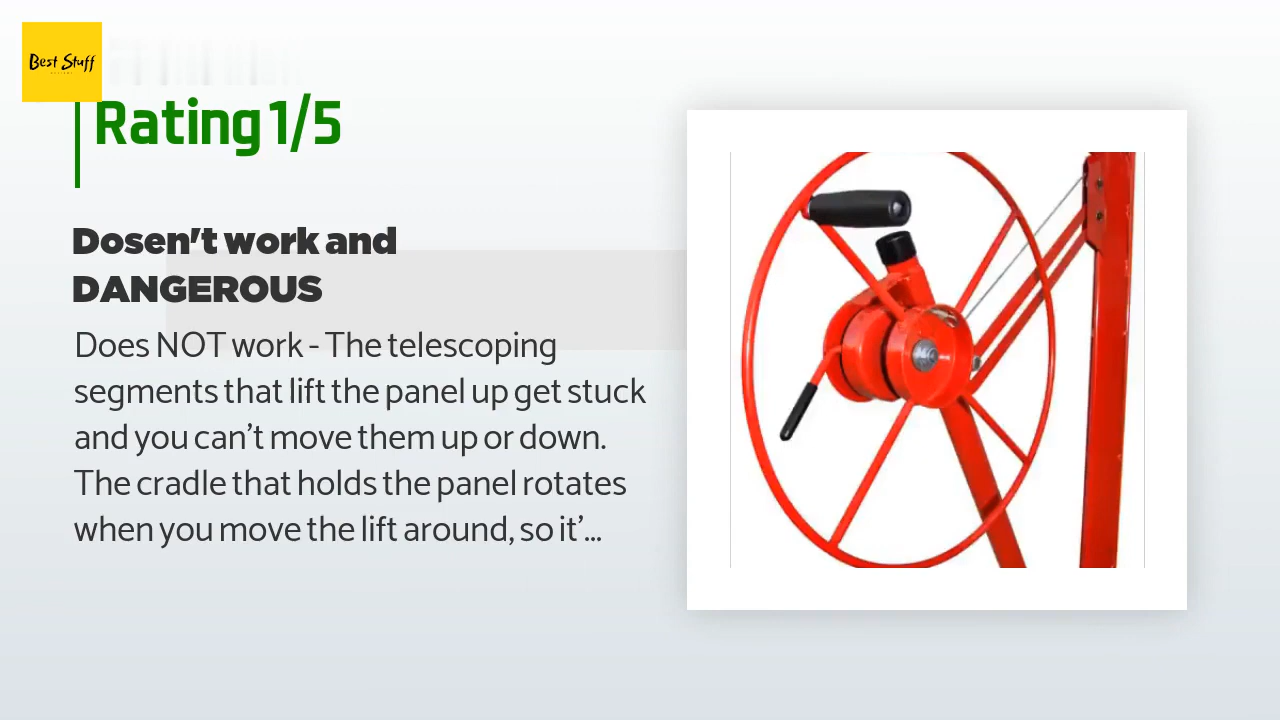 Best Stuff
Rating 1/5
Dosen't work and
DANGEROUS
Does NOT work - The telescoping
segments that lift the panel up get stuck
and you can't move them up or down.
The cradle that holds the panel rotates
when you move the lift around, so it'...